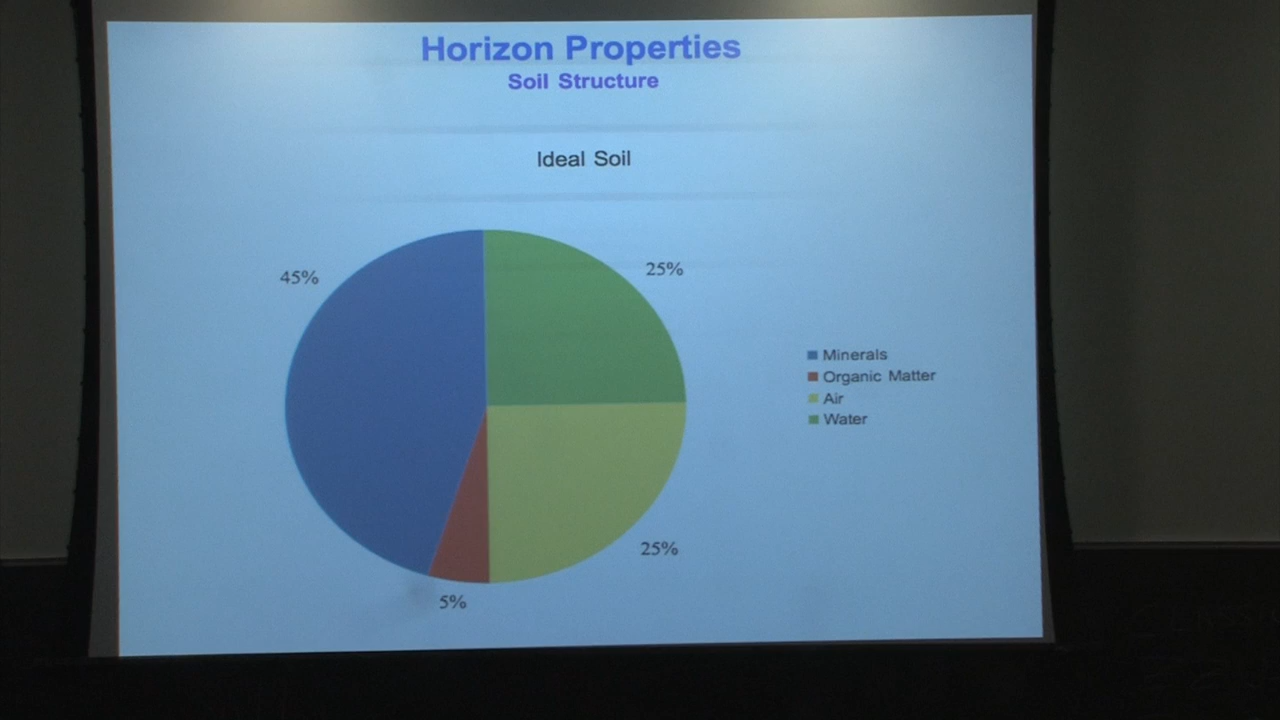 Horizon Properties
Soil Structure
Ideal Soil
45%
25%
Minerals
Organic Matter
Air
Water
25%
5%